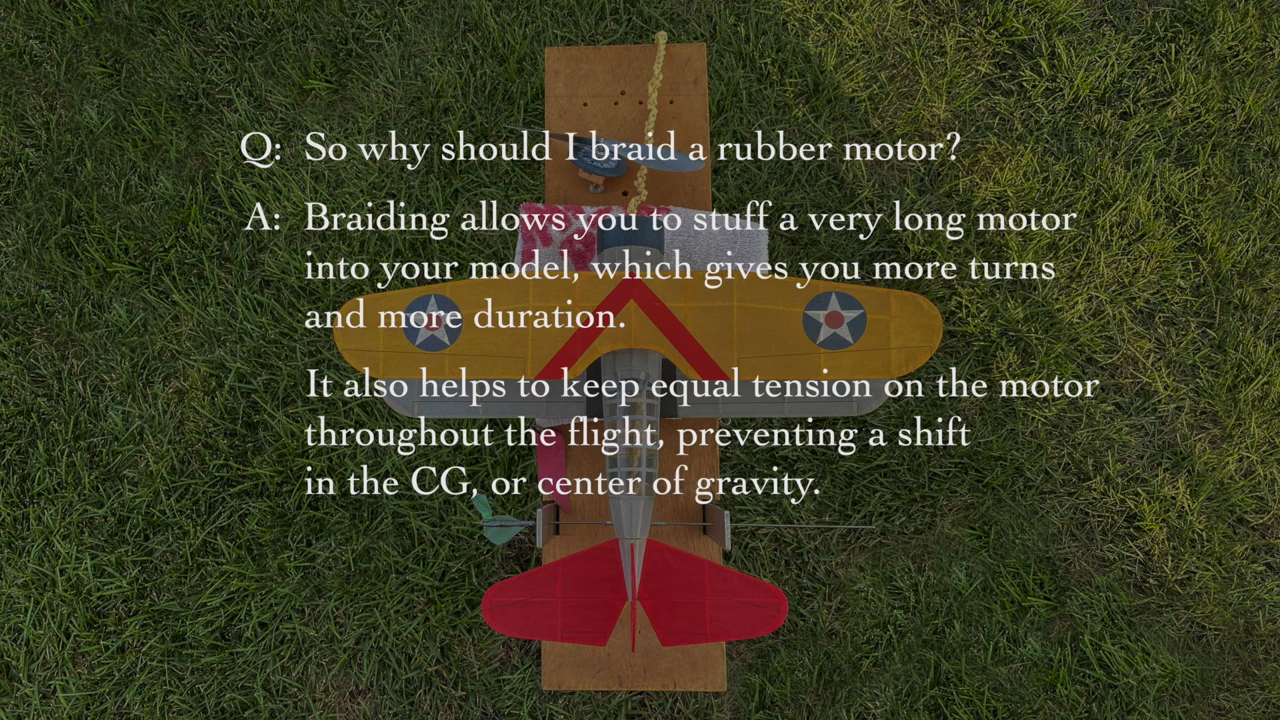 Q: So why should I braid a rubber motor?
A: Braiding allows you to stuff a very long motor
into your model, which gives you more turns
and more duration.
It also helps to keep equal tension on the motor
throughout the flight, preventing a shift
in the CG, or center of gravity.